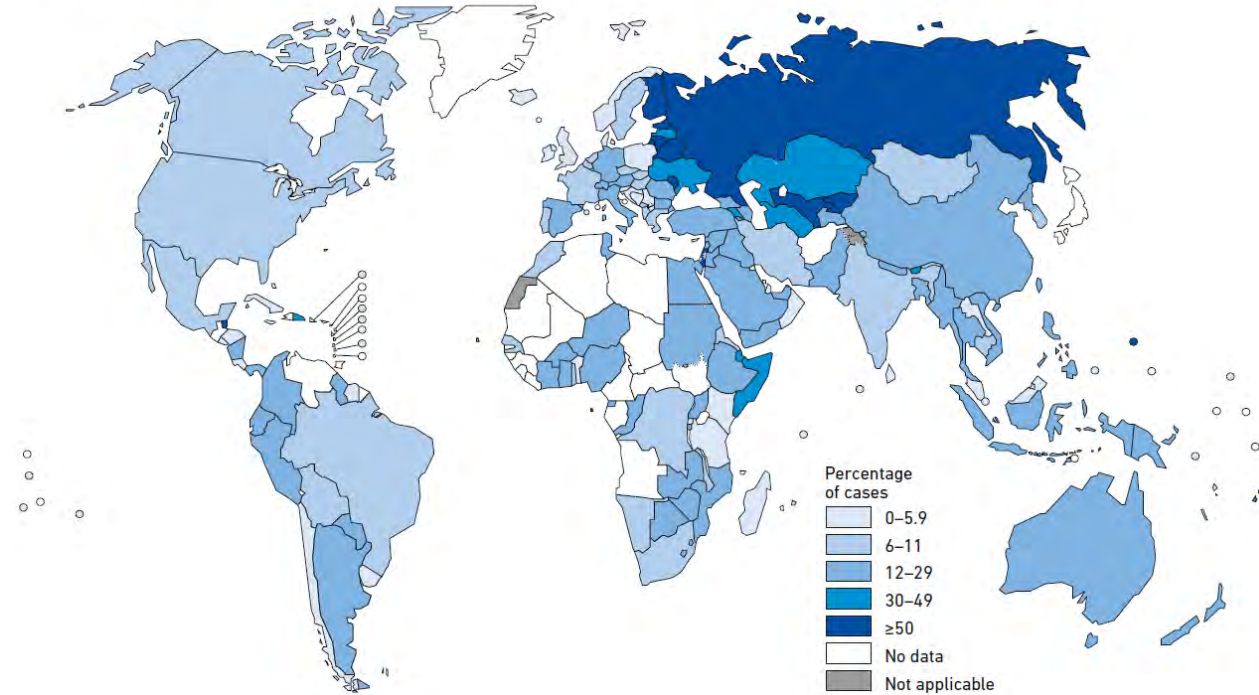 Percentage
of cases
0–5.9
6–11
12–29
30–49
≥50
No data
Not applicable